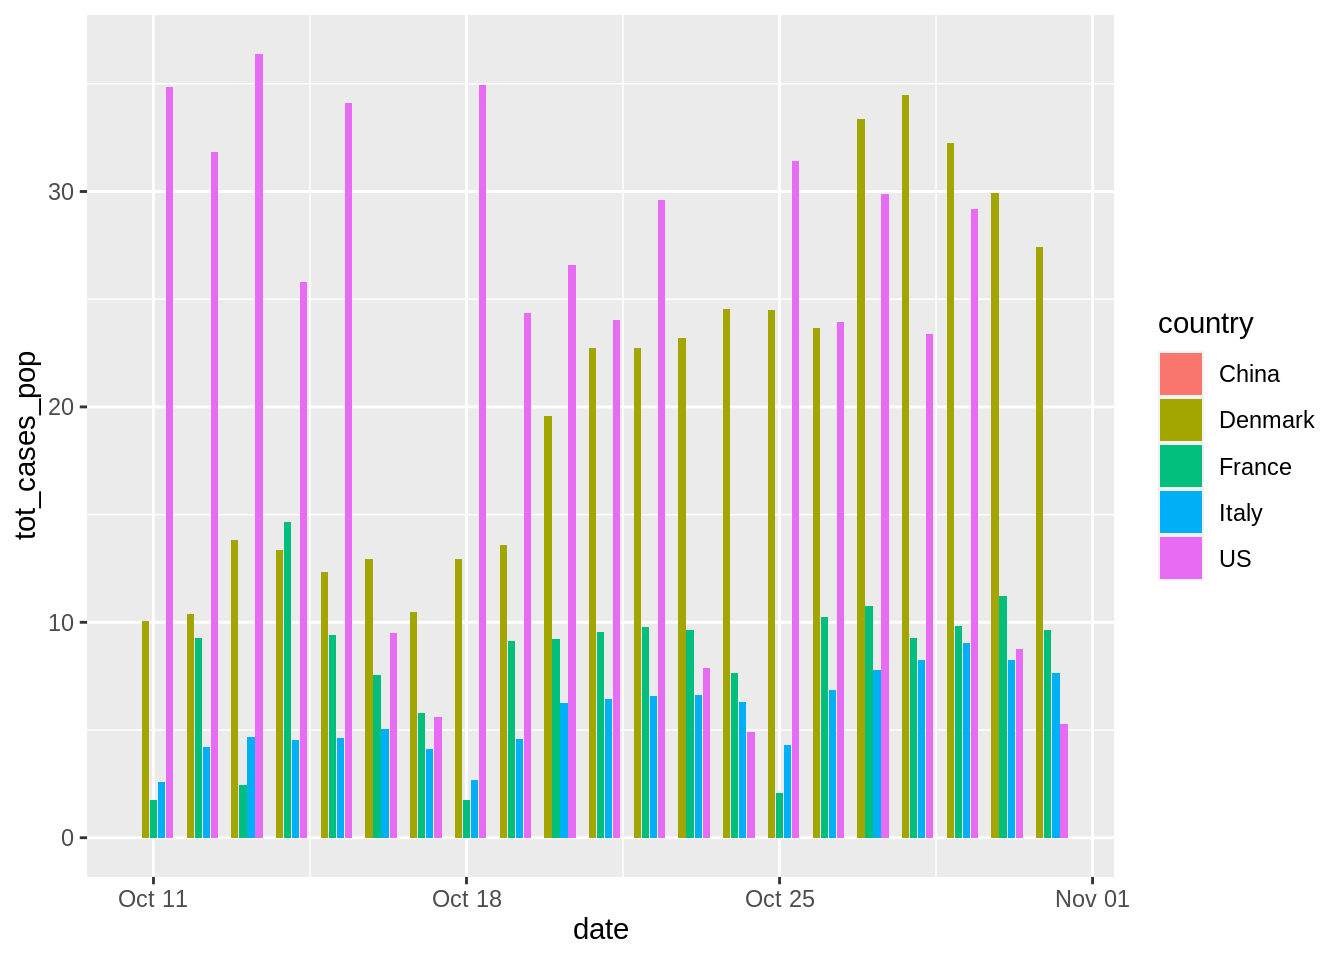 tot_cases_pop
30
20
10
0
Oct 11
Oct 18
Oct 25
Nov 01
date
country
China
Denmark
France
Italy
US